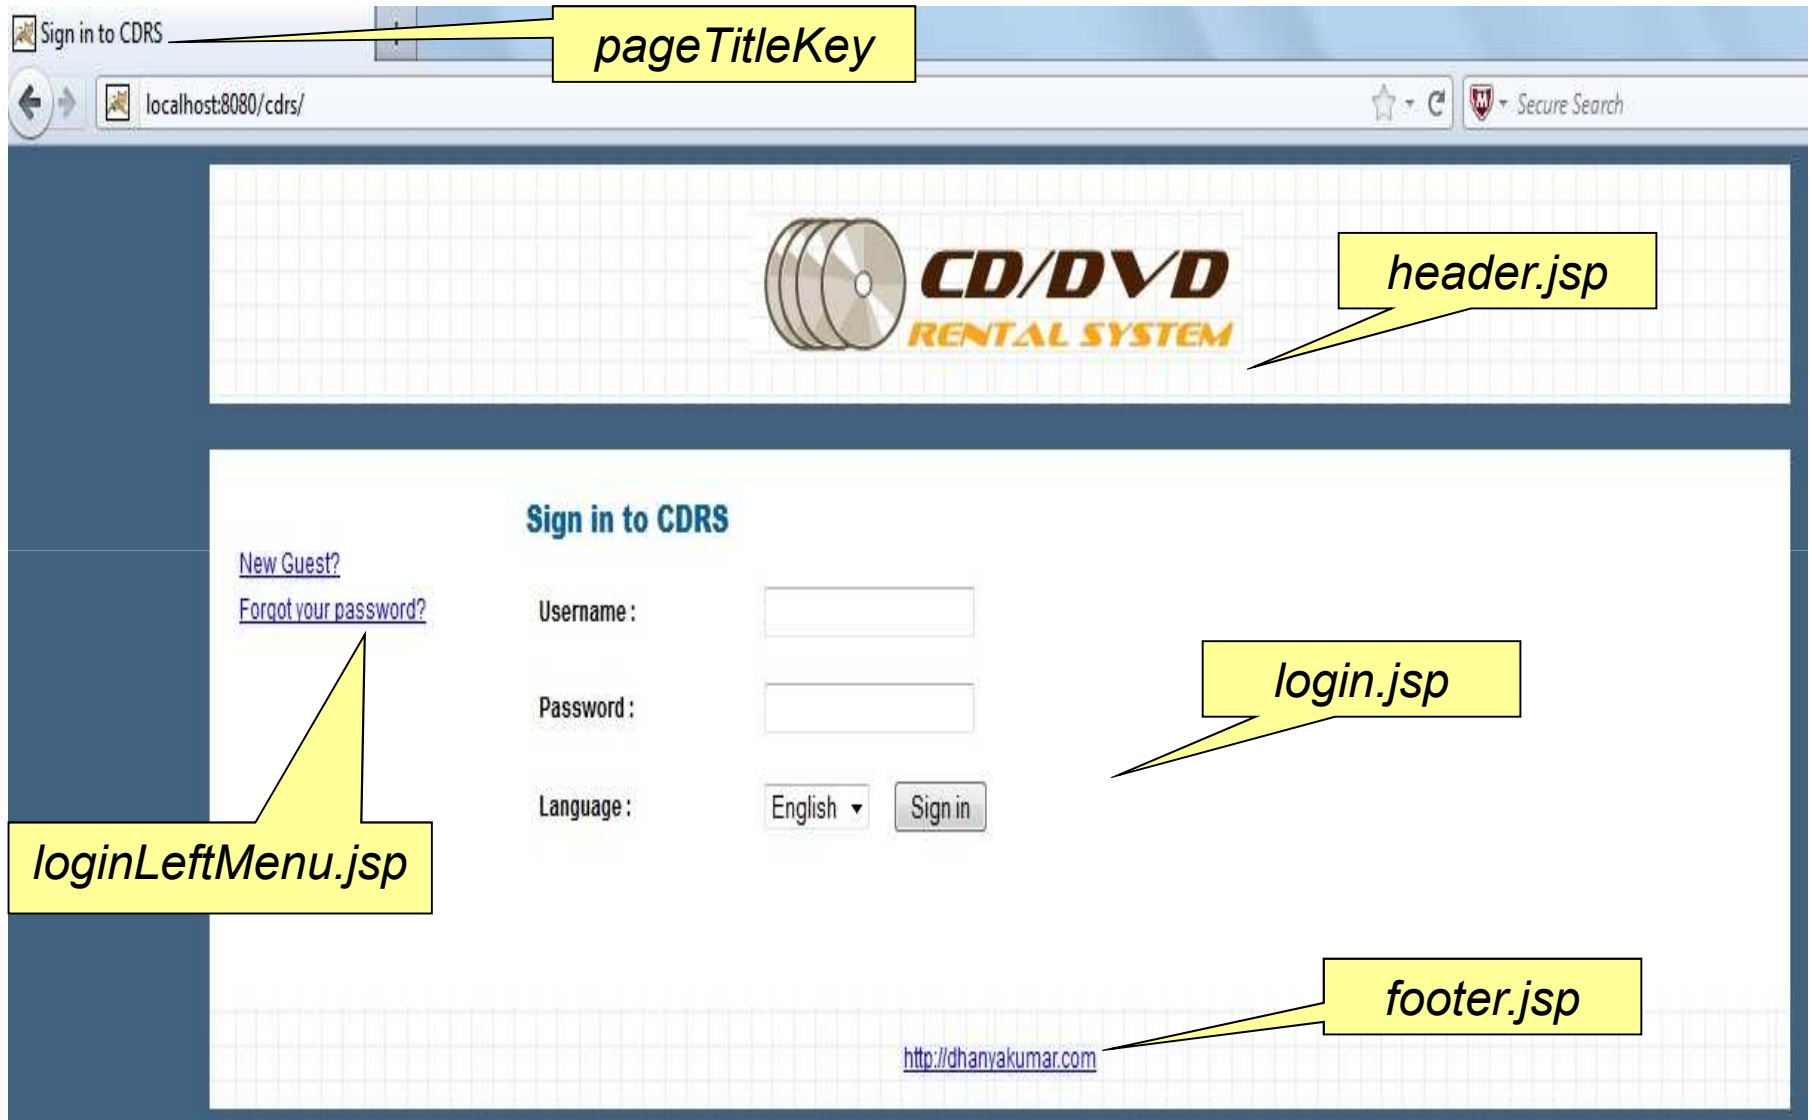 Sign in to CDRS
pageTitleKey
localhost:8080/cdrs/
Secure Search
CD/DVD
RENTAL SYSTEM
header.jsp
Sign in to CDRS
New Guest?
Forgot your password?
Username :
Password :
Language :
English
Sign in
login.jsp
loginLeftMenu.jsp
footer.jsp
http://dhanyakumar.com